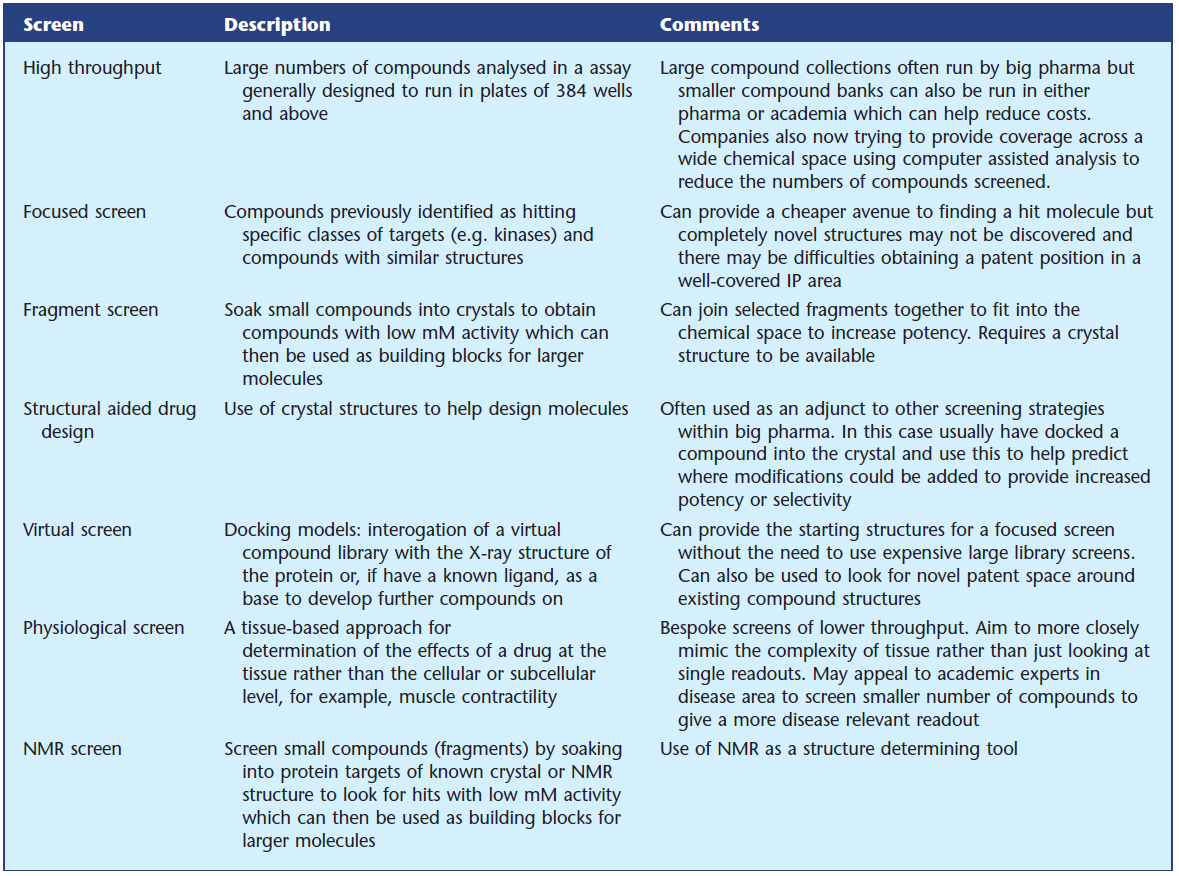 Screen Description Comments
High throughput
Large numbers of compounds analysed in a assay
generally designed to run in plates of 384 wells
and above
Large compound collections often run by big pharma but
smaller compound banks can also be run in either
pharma or academia which can help reduce costs.
Companies also now trying to provide coverage across a
wide chemical space using computer assisted analysis to
reduce the numbers of compounds screened.
Focused screen
Compounds previously identified as hitting
specific classes of targets (e.g. kinases) and
compounds with similar structures
Can provide a cheaper avenue to finding a hit molecule but
completely novel structures may not be discovered and
there may be difficulties obtaining a patent position in a
well-covered IP area
Fragment screen
Soak small compounds into crystals to obtain
compounds with low mM activity which can
then be used as building blocks for larger
molecules
Can join selected fragments together to fit into the
chemical space to increase potency. Requires a crystal
structure to be available
Structural aided drug
design
Use of crystal structures to help design molecules
Often used as an adjunct to other screening strategies
within big pharma. In this case usually have docked a
compound into the crystal and use this to help predict
where modifications could be added to provide increased
potency or selectivity
Virtual screen
Docking models: interogation of a virtual
compound library with the X-ray structure of
the protein or, if have a known ligand, as a
base to develop further compounds on
Can provide the starting structures for a focused screen
without the need to use expensive large library screens.
Can also be used to look for novel patent space around
existing compound structures
Physiological screen
A tissue-based approach for
determination of the effects of a drug at the
tissue rather than the cellular or subcellular
level, for example, muscle contractility
Bespoke screens of lower throughput. Aim to more closely
mimic the complexity of tissue rather than just looking at
single readouts. May appeal to academic experts in
disease area to screen smaller number of compounds to
give a more disease relevant readout
NMR screen
Screen small compounds (fragments) by soaking
into protein targets of known crystal or NMR
structure to look for hits with low mM activity
which can then be used as building blocks for
larger molecules
Use of NMR as a structure determining tool